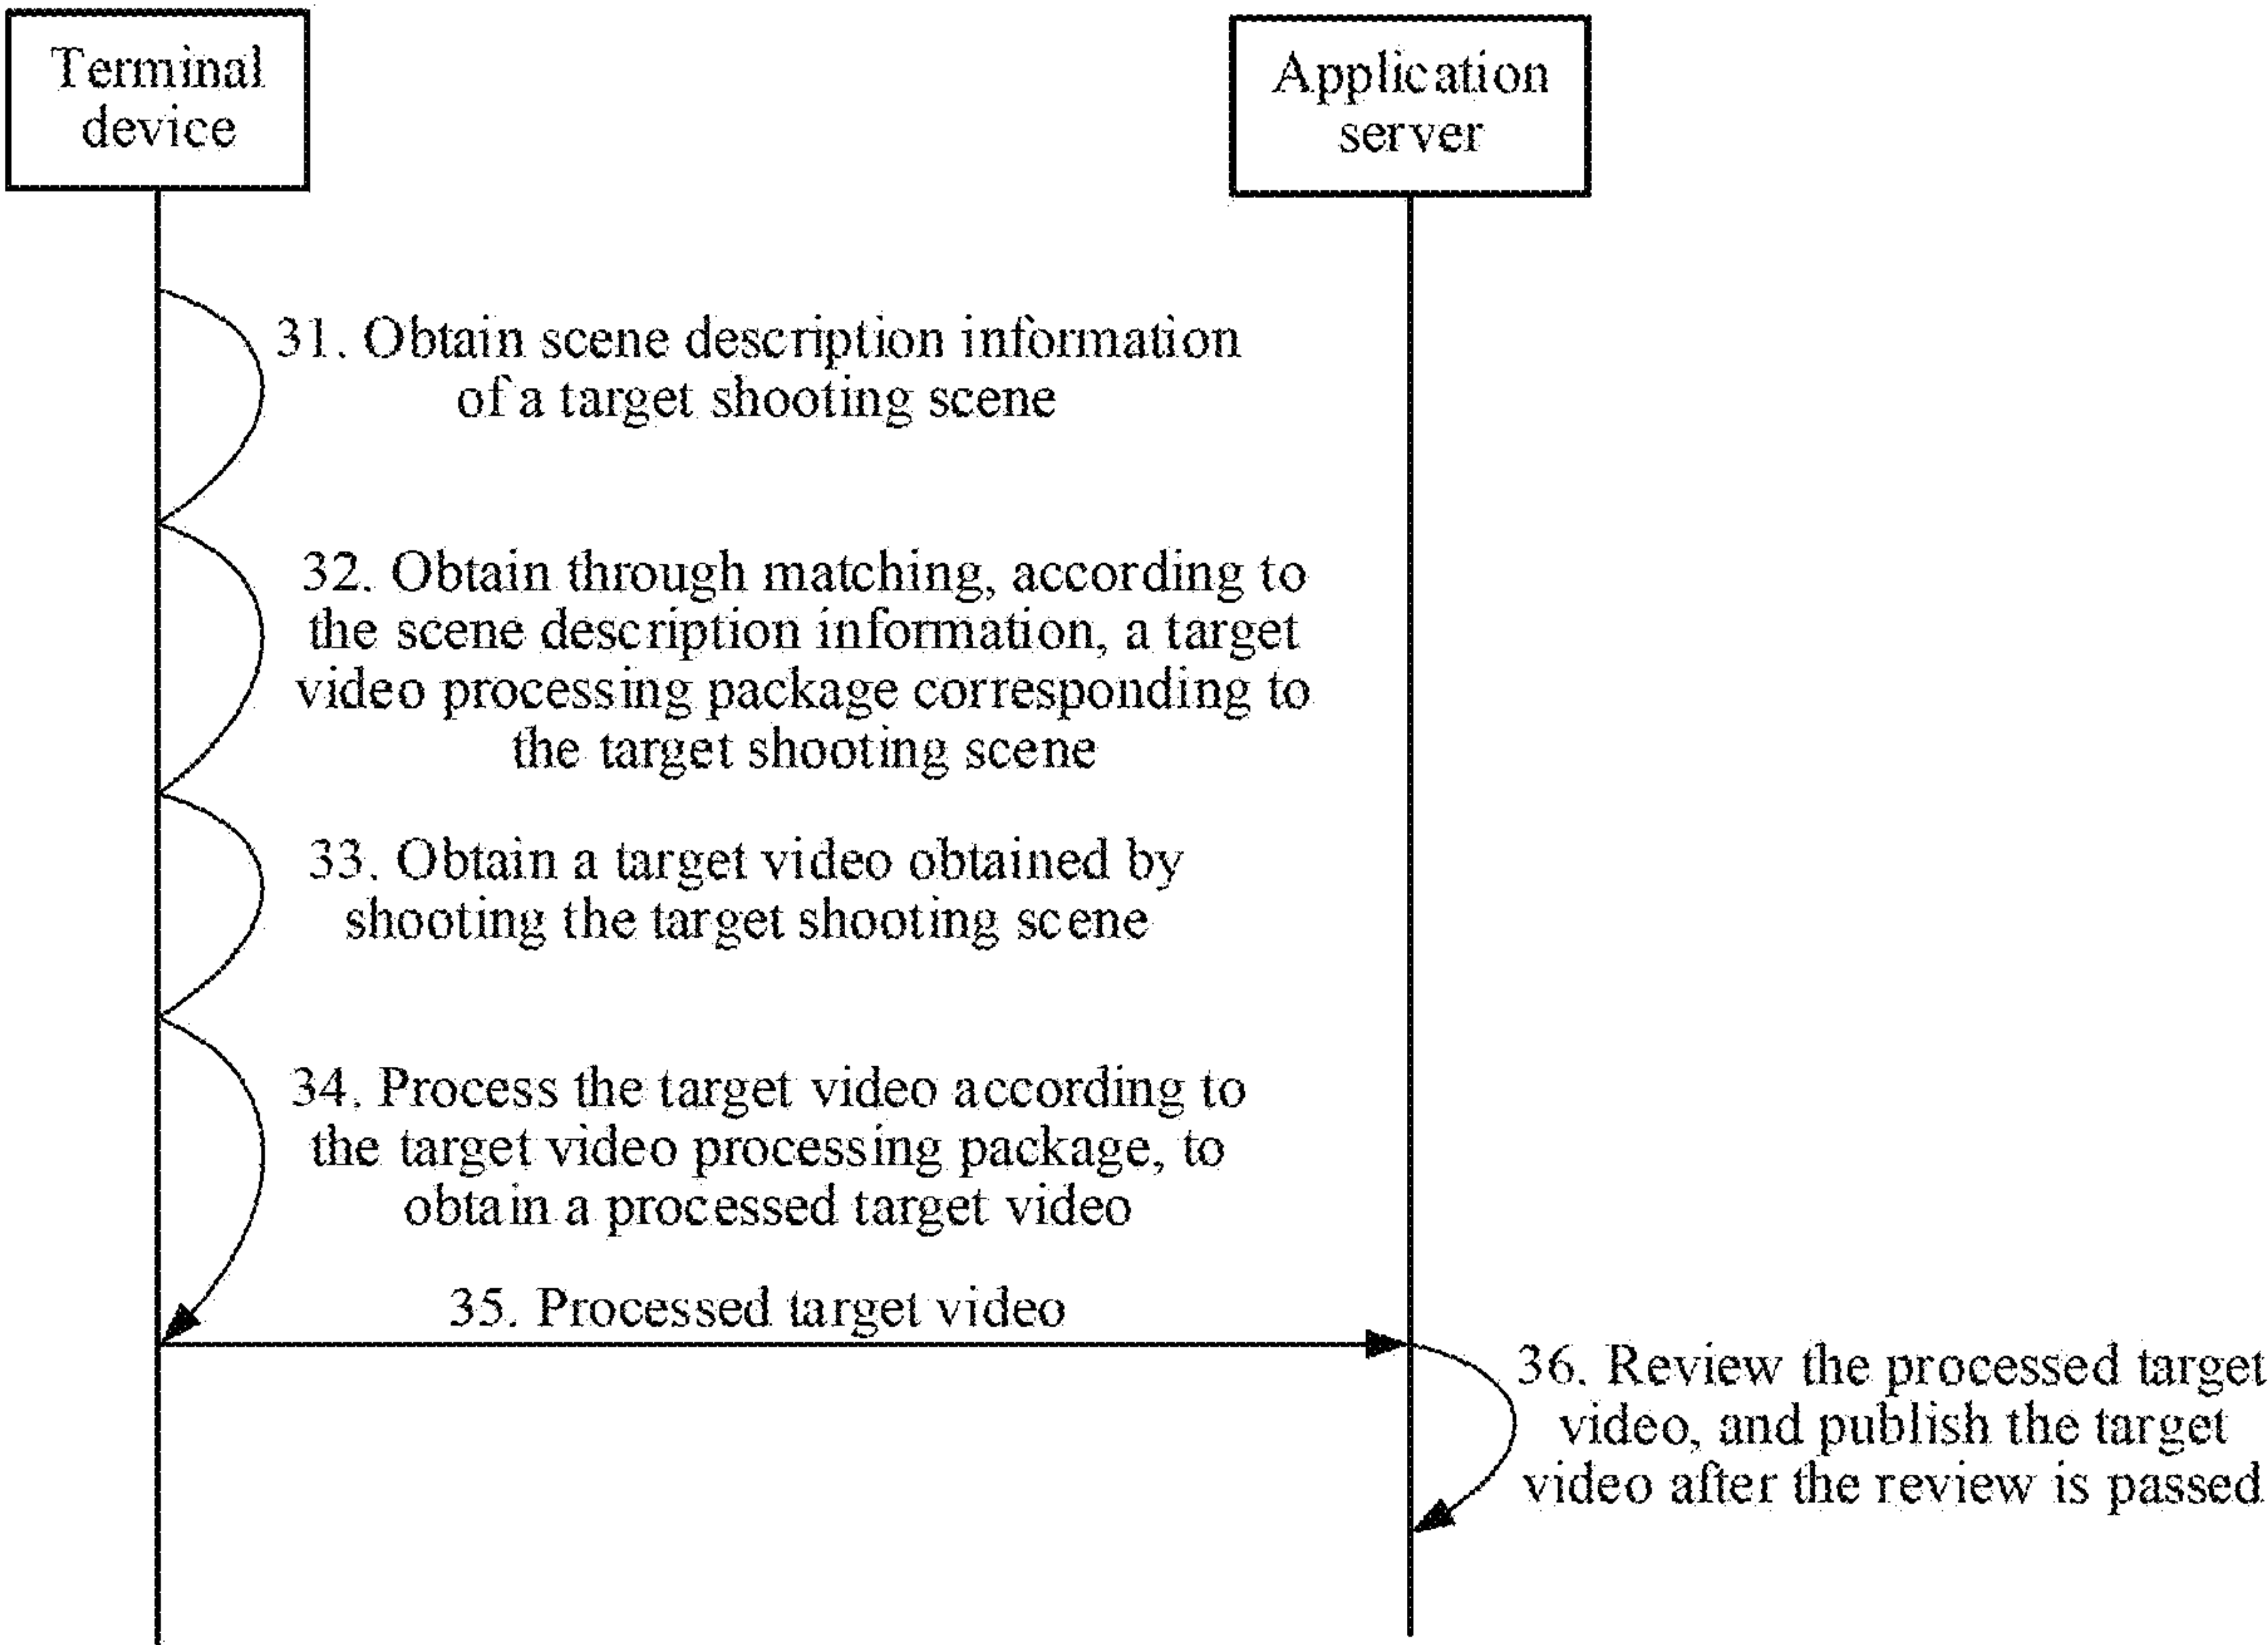 Terminal
device
Application
server
31. Obtain scene description information
of a target shooting scene
32. Obtain through matching, according to
the scene description information, a target
video processing package corresponding to
the target shooting scene
33. Obtain a target video obtained by
shooting the target shooting scene
34. Process the target video according to
the target video processing package, to
obtain a processed target video
35. Processed target video
36. Review the processed target
video, and publish the target
video after the review is passed